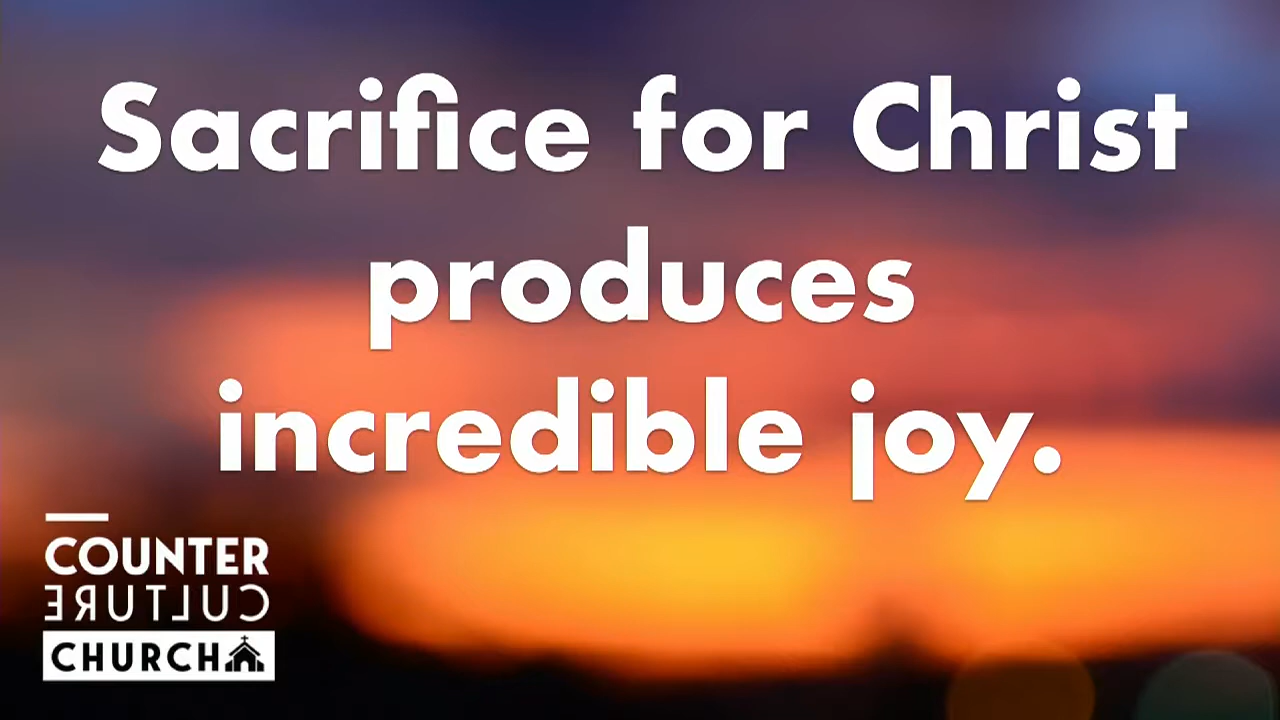 Sacrifice for Christ
produces
incredible joy.
COUNTER
CULTURE
CHURCH